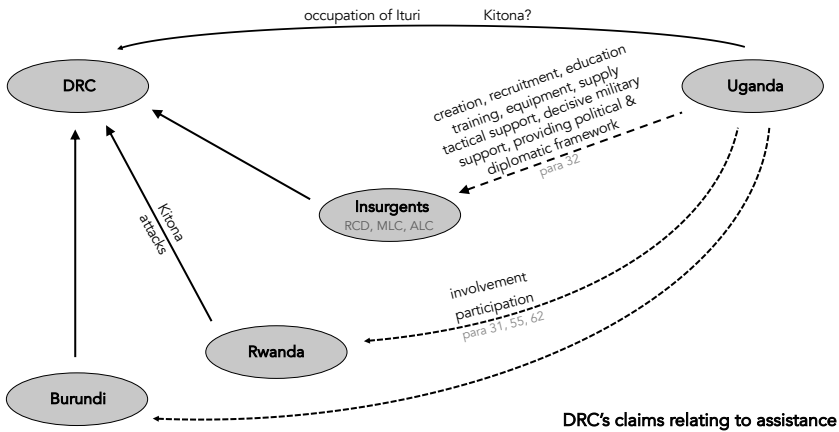 occupation of Ituri
Kitona?
DRC
Uganda
creation, recruitment, education
training, equipment, supply
tactical support, decisive military
support, providing political &
diplomatic framework
para 32
Insurgents
RCD, MLC, ALC
Kitona
attacks
involvement
participation
para 31, 55, 62
Rwanda
Burundi
DRC's claims relating to assistance